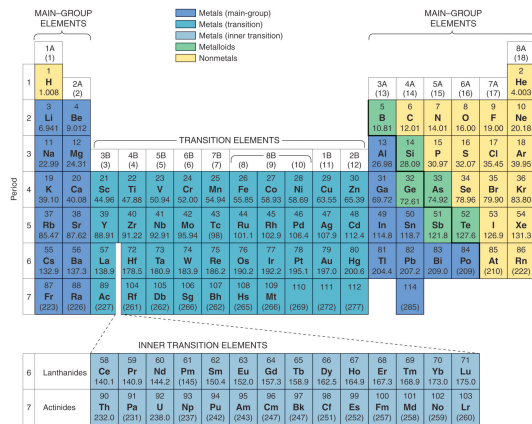 MAIN–GROUP ELEMENTS
Metals (main-group)
Metals (transition)
Metals (inner transition)
Metalloids
Nonmetals
MAIN–GROUP ELEMENTS
1A (1)
8A (18)
1 H 1.008
2A (2)
3A (13) 4A (14) 5A (15) 6A (16) 7A (17)
2 He 4.003
Period
1
2
3 Li 6.941
4 Be 9.012
5 B 10.81
6 C 12.01
7 N 14.01
8 O 16.00
9 F 19.00
10 Ne 20.18
TRANSITION ELEMENTS
3
11 Na 22.99
12 Mg 24.31
3B (3) 4B (4) 5B (5) 6B (6) 7B (7) 8B (8) (9) (10) 1B (11) 2B (12)
13 Al 26.98
14 Si 28.09
15 P 30.97
16 S 32.07
17 Cl 35.45
18 Ar 39.95
4
19 K 39.10
20 Ca 40.08
21 Sc 44.96
22 Ti 47.88
23 V 50.94
24 Cr 52.00
25 Mn 54.94
26 Fe 55.85
27 Co 58.93
28 Ni 58.69
29 Cu 63.55
30 Zn 65.39
31 Ga 69.72
32 Ge 72.61
33 As 74.92
34 Se 78.96
35 Br 79.90
36 Kr 83.80
5
37 Rb 85.47
38 Sr 87.62
39 Y 88.91
40 Zr 91.22
41 Nb 92.91
42 Mo 95.94
43 Tc (98)
44 Ru 101.1
45 Rh 102.9
46 Pd 106.4
47 Ag 107.9
48 Cd 112.4
49 In 114.8
50 Sn 118.7
51 Sb 121.8
52 Te 127.6
53 I 126.9
54 Xe 131.3
6
55 Cs 132.9
56 Ba 137.3
57 La 138.9
72 Hf 178.5
73 Ta 180.9
74 W 183.9
75 Re 186.2
76 Os 190.2
77 Ir 192.2
78 Pt 195.1
79 Au 197.0
80 Hg 200.6
81 Tl 204.4
82 Pb 207.2
83 Bi 209.0
84 Po (209)
85 At (210)
86 Rn (222)
7
87 Fr (223)
88 Ra (226)
89 Ac (227)
104 Rf (261)
105 Db (262)
106 Sg (266)
107 Bh (262)
108 Hs (265)
109 Mt (266)
110 (269)
111 (272)
112 (277)
114 (285)
INNER TRANSITION ELEMENTS
6 Lanthanides
58 Ce 140.1
59 Pr 140.9
60 Nd 144.2
61 Pm (145)
62 Sm 150.4
63 Eu 152.0
64 Gd 157.3
65 Tb 158.9
66 Dy 162.5
67 Ho 164.9
68 Er 167.3
69 Tm 168.9
70 Yb 173.0
71 Lu 175.0
7 Actinides
90 Th 232.0
91 Pa (231)
92 U 238.0
93 Np (237)
94 Pu (242)
95 Am (243)
96 Cm (247)
97 Bk (247)
98 Cf (251)
99 Es (252)
100 Fm (257)
101 Md (258)
102 No (259)
103 Lr (260)